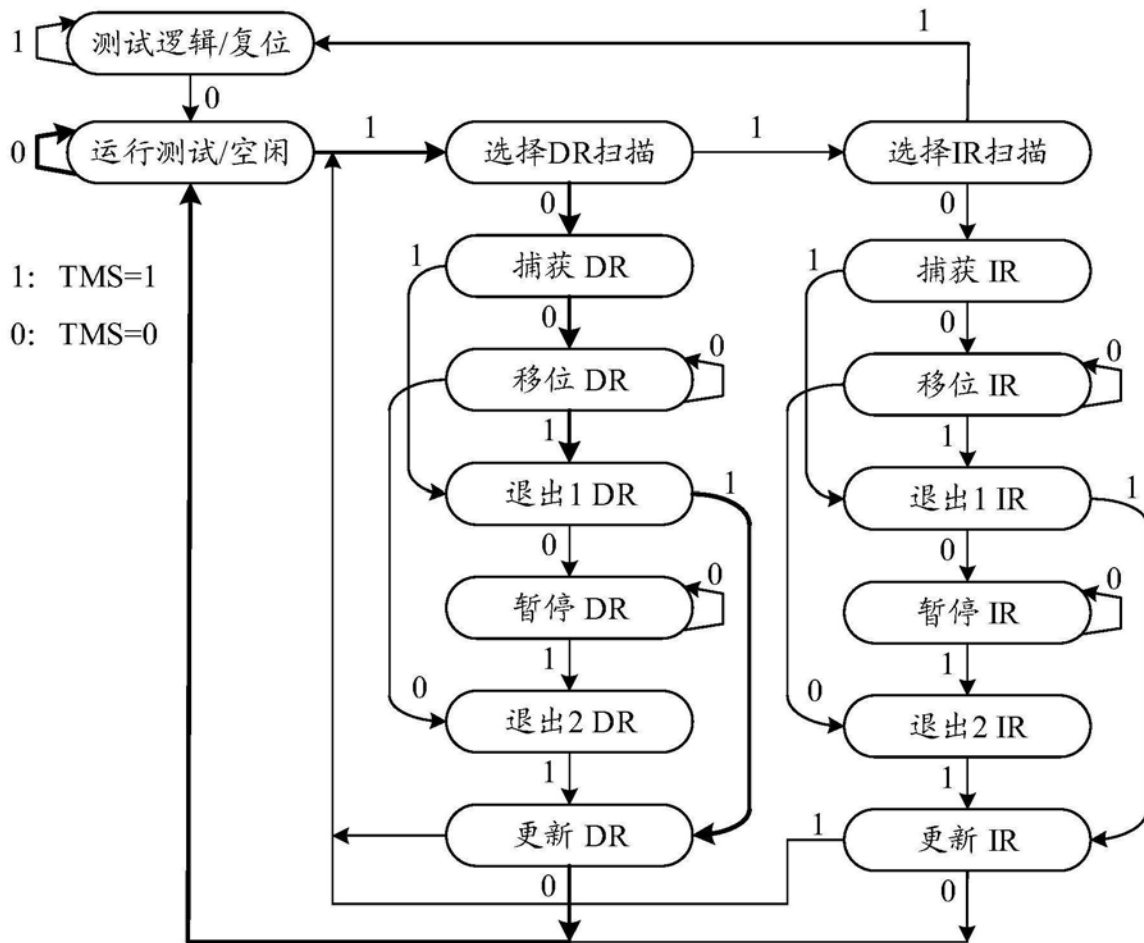 1
测试逻辑/复位
1
0
0
运行测试/空闲
1
选择DR扫描
1
选择IR扫描
0
0
1: TMS=1
0: TMS=0
1
捕获 DR
0
移位 DR
0
1
退出1 DR
1
0
暂停 DR
0
1
0
退出2 DR
1
更新 DR
0
1
捕获 IR
0
移位 IR
0
1
退出1 IR
1
0
暂停 IR
0
1
0
退出2 IR
1
1
更新 IR
0